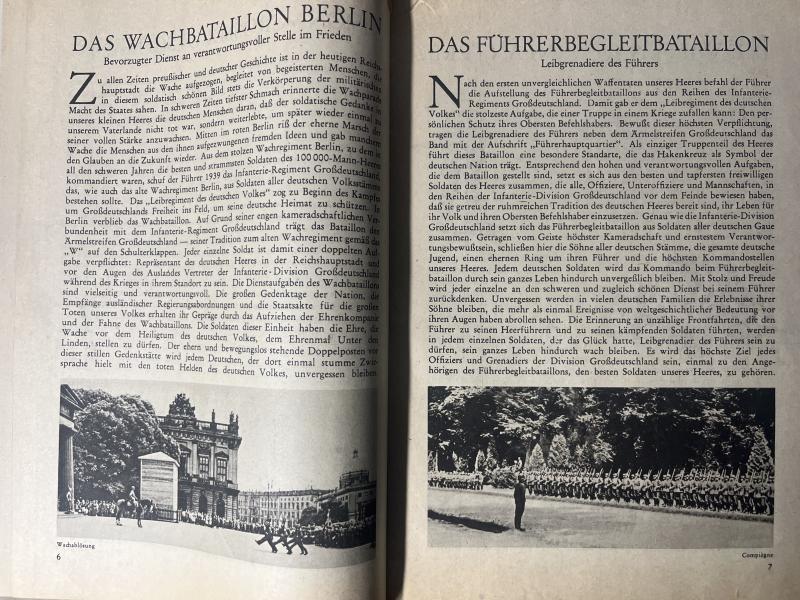 DAS WACHBATAILLON BERLIN
Bevorzugter Dienst an verantwortungsvoller Stelle im Frieden
Zu allen Zeiten preußischer und deutscher Geschichte ist in der heutigen Reichs-
hauptstadt die Wache aufgezogen, begleitet von begeisterten Menschen, die
in diesem soldatisch schönen Bild stets die Verkörperung der militärischen
Macht des Staates sahen. In schweren Zeiten tiefster Schmach erinnerte die Wachparade
unseres kleinen Heeres die deutschen Menschen daran, daß der soldatische Gedanke in
unserem Vaterlande nicht tot war, sondern weiterlebte, um später wieder einmal zu
seiner vollen Stärke anzuwachsen. Mitten im roten Berlin riß der eherne Marsch der
Wache die Menschen aus den ihnen aufgezwungenen fremden Ideen und gab manchem
den Glauben an die Zukunft wieder. Aus dem stolzen Wachregiment Berlin, zu dem in
all den schweren Jahren die besten und strammsten Soldaten des 100 000-Mann-Heeres
kommandiert waren, schuf der Führer 1939 das Infanterie-Regiment Großdeutschland,
das, wie auch das alte Wachregiment Berlin, aus Soldaten aller deutschen Volksstämme
bestehen sollte. Das „Leibregiment des deutschen Volkes“ zog zu Beginn des Kampfes
um Großdeutschlands Freiheit ins Feld, um seine deutsche Heimat zu schützen. In
Berlin verblieb das Wachbataillon. Auf Grund seiner engen kameradschaftlichen Ver-
bundenheit mit dem Infanterie-Regiment Großdeutschland trägt das Bataillon den
Ärmelstreifen Großdeutschland — seiner Tradition zum alten Wachregiment gemäß das
„W“ auf den Schulterklappen. Jeder einzelne Soldat ist damit einer doppelten Auf-
gabe verpflichtet: Repräsentant des deutschen Heeres in der Reichshauptstadt und
vor den Augen des Auslandes Vertreter der Infanterie-Division Großdeutschland
während des Krieges in ihrem Standort zu sein. Die Dienstaufgaben des Wachbataillons
sind vielseitig und verantwortungsvoll. Die großen Gedenktage der Nation, die
Empfänge ausländischer Regierungsabordnungen und die Staatsakte für die großen
Toten unseres Volkes erhalten ihr Gepräge durch das Aufziehen der Ehrenkompanie
und der Fahne des Wachbataillons. Die Soldaten dieser Einheit haben die Ehre, die
Wache vor dem Heiligtum des deutschen Volkes, dem Ehrenmal Unter den
Linden, stellen zu dürfen. Der ehern und bewegungslos stehende Doppelposten vor
dieser stillen Gedenkstätte wird jedem Deutschen, der dort einmal stumme Zwie-
sprache hielt mit den toten Helden des deutschen Volkes, unvergessen bleiben.
Wachablösung
6
DAS FÜHRERBEGLEITBATAILLON
Leibgrenadiere des Führers
Nach den ersten unvergleichlichen Waffentaten unseres Heeres befahl der Führer
die Aufstellung des Führerbegleitbataillons aus den Reihen des Infanterie-
Regiments Großdeutschland. Damit gab er dem „Leibregiment des deutschen
Volkes“ die stolzeste Aufgabe, die einer Truppe im Kriege zufallen kann: Den per-
sönlichen Schutz ihres Obersten Befehlshabers. Bewußt dieser höchsten Verpflichtung,
tragen die Leibgrenadiere des Führers neben dem Ärmelstreifen Großdeutschland das
Band mit der Aufschrift „Führerhauptquartier“. Als einziger Truppenteil des Heeres
führt dieses Bataillon eine besondere Standarte, die das Hakenkreuz als Symbol der
deutschen Nation trägt. Entsprechend den hohen und verantwortungsvollen Aufgaben,
die dem Bataillon gestellt sind, setzt es sich aus den besten und tapfersten freiwilligen
Soldaten des Heeres zusammen, die alle, Offiziere, Unteroffiziere und Mannschaften, in
den Reihen der Infanterie-Division Großdeutschland vor dem Feinde bewiesen haben,
daß sie getreu der ruhmreichen Tradition des deutschen Heeres bereit sind, ihr Leben für
ihr Volk und ihren Obersten Befehlshaber einzusetzen. Genau wie die Infanterie-Division
Großdeutschland setzt sich das Führerbegleitbataillon aus Soldaten aller deutschen Gaue
zusammen. Getragen vom Geiste höchster Kameradschaft und ernstestem Verantwor-
tungsbewußtsein, schließen hier die Söhne aller deutschen Stämme, die gesamte deutsche
Jugend, einen ehernen Ring um ihren Führer und die höchsten Kommandostellen
unseres Heeres. Jedem deutschen Soldaten wird das Kommando beim Führerbegleit-
bataillon durch sein ganzes Leben hindurch unvergeßlich bleiben. Mit Stolz und Freude
wird jeder einzelne an den schweren und zugleich schönen Dienst bei seinem Führer
zurückdenken. Unvergessen werden in vielen deutschen Familien die Erlebnisse ihrer
Söhne bleiben, die mehr als einmal Ereignisse von weltgeschichtlicher Bedeutung vor
ihren Augen haben abrollen sehen. Die Erinnerung an unzählige Frontfahrten, die den
Führer zu seinen Heerführern und zu seinen kämpfenden Soldaten führten, werden
in jedem einzelnen Soldaten, der das Glück hatte, Leibgrenadier des Führers sein zu
dürfen, sein ganzes Leben hindurch wach bleiben. Es wird das höchste Ziel jedes
Offiziers und Grenadiers der Division Großdeutschland sein, einmal zu den Ange-
hörigen des Führerbegleitbataillons, den besten Soldaten unseres Heeres, zu gehören.
Compiègne
7